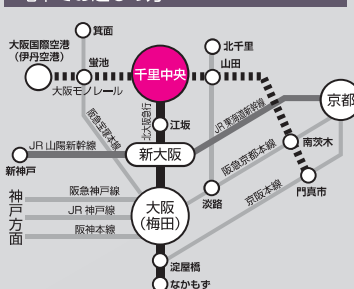 箕面
大阪国際空港
(伊丹空港)
蛍池
千里中央
北千里
山田
大阪モノレール
京都
阪急宝塚本線
北大阪急行
江坂
JR東海道新幹線
JR山陽新幹線
新大阪
南茨木
新神戸
阪急京都本線
神戸方面
阪急神戸線
JR神戸線
阪神本線
大阪
(梅田)
淡路
京阪本線
門真市
淀屋橋
なかもず